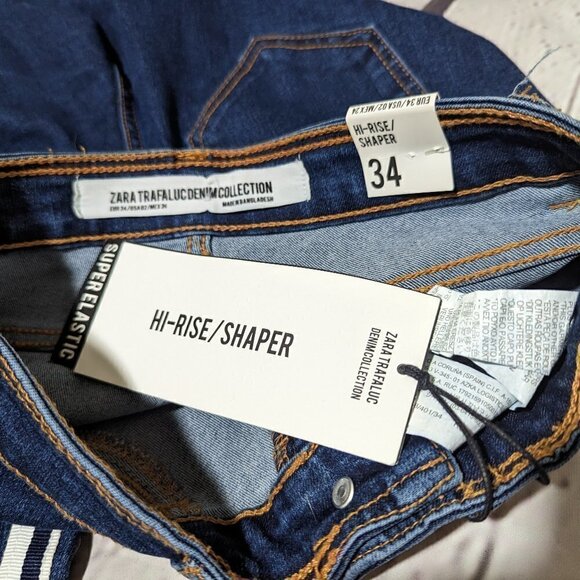 EUR 34/USA 02/MEX 24
HI-RISE/
SHAPER
34
ZARA TRAFALUC DENIM COLLECTION
EUR 34/USA 02/MEX 24
MADE IN BANGLADESH
SUPER ELASTIC
HI-RISE/SHAPER
ZARA TRAFALUC
DENIM COLLECTION